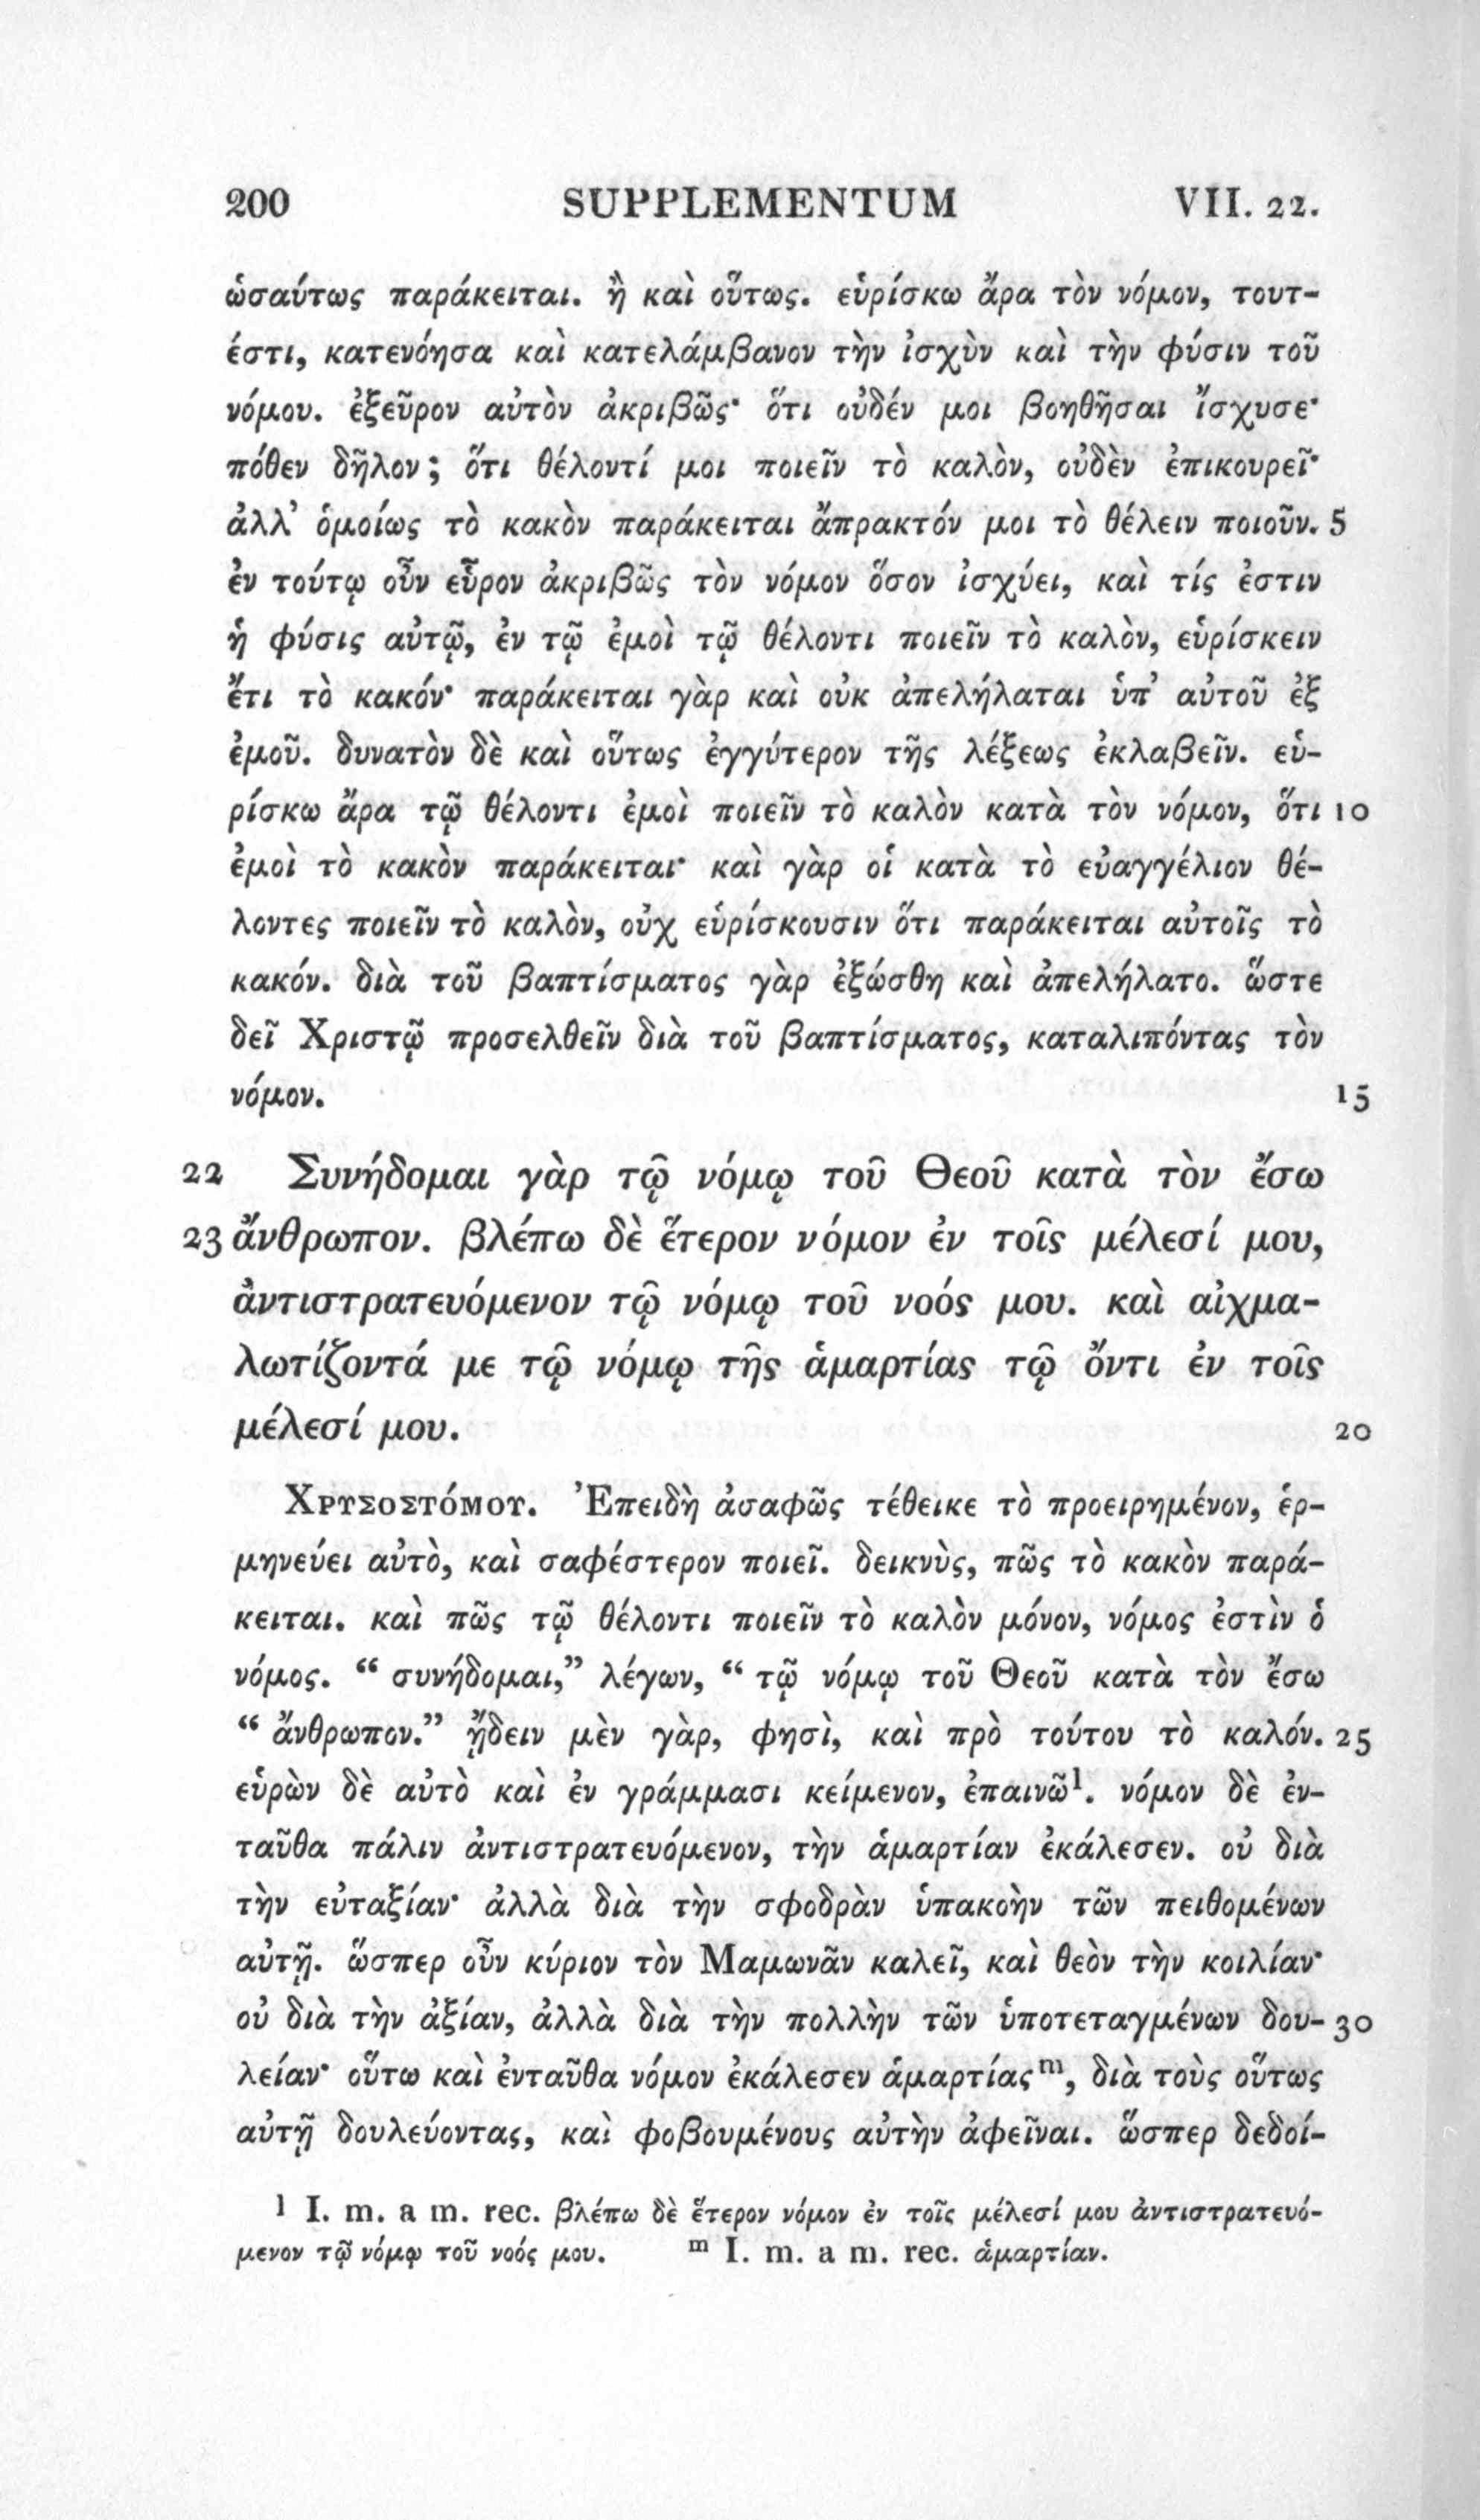 200 SUPPLEMENTUM VII. 22.
ὡσαύτως παράκειται. ἢ καὶ οὕτως. εὑρίσκω ἄρα τὸν νόμον, τουτ-
έστι, κατενόησα καὶ κατελάμβανον τὴν ἰσχὺν καὶ τὴν φύσιν τοῦ
νόμου. ἐξεῦρον αὐτὸν ἀκριβῶς· ὅτι οὐδέν μοι βοηθῆσαι ἴσχυσε·
πόθεν δῆλον; ὅτι θέλοντί μοι ποιεῖν τὸ καλὸν, οὐδὲν ἐπικουρεῖ·
ἀλλ’ ὁμοίως τὸ κακὸν παράκειται ἄπρακτόν μοι τὸ θέλειν ποιοῦν. 5
ἐν τούτῳ οὖν εὗρον ἀκριβῶς τὸν νόμον ὅσον ἰσχύει, καὶ τίς ἐστιν
ἡ φύσις αὐτῷ, ἐν τῷ ἐμοὶ τῷ θέλοντι ποιεῖν τὸ καλὸν, εὑρίσκειν
ἔτι τὸ κακόν· παράκειται γὰρ καὶ οὐκ ἀπελήλαται ὑπ’ αὐτοῦ ἐξ
ἐμοῦ. δυνατὸν δὲ καὶ οὕτως ἐγγύτερον τῆς λέξεως ἐκλαβεῖν. εὑ-
ρίσκω ἄρα τῷ θέλοντι ἐμοὶ ποιεῖν τὸ καλὸν κατὰ τὸν νόμον, ὅτι 10
ἐμοὶ τὸ κακὸν παράκειται· καὶ γὰρ οἱ κατὰ τὸ εὐαγγέλιον θέ-
λοντες ποιεῖν τὸ καλὸν, οὐχ εὑρίσκουσιν ὅτι παράκειται αὐτοῖς τὸ
κακόν. διὰ τοῦ βαπτίσματος γὰρ ἐξώσθη καὶ ἀπελήλατο. ὥστε
δεῖ Χριστῷ προσελθεῖν διὰ τοῦ βαπτίσματος, καταλιπόντας τὸν
νόμον. 15
22 Συνήδομαι γὰρ τῷ νόμῳ τοῦ Θεοῦ κατὰ τὸν ἔσω
23 ἄνθρωπον. βλέπω δὲ ἕτερον νόμον ἐν τοῖς μέλεσί μου,
ἀντιστρατευόμενον τῷ νόμῳ τοῦ νοός μου. καὶ αἰχμα-
λωτίζοντά με τῷ νόμῳ τῆς ἁμαρτίας τῷ ὄντι ἐν τοῖς
μέλεσί μου. 20
Χρυσοστόμου. Ἐπειδὴ ἀσαφῶς τέθεικε τὸ προειρημένον, ἑρ-
μηνεύει αὐτὸ, καὶ σαφέστερον ποιεῖ. δεικνὺς, πῶς τὸ κακὸν παρά-
κειται. καὶ πῶς τῷ θέλοντι ποιεῖν τὸ καλὸν μόνον, νόμος ἐστὶν ὁ
νόμος. “ συνήδομαι,” λέγων, “ τῷ νόμῳ τοῦ Θεοῦ κατὰ τὸν ἔσω
“ ἄνθρωπον.” ᾔδειν μὲν γὰρ, φησὶ, καὶ πρὸ τούτου τὸ καλόν. 25
εὑρὼν δὲ αὐτὸ καὶ ἐν γράμμασι κείμενον, ἐπαινῶ l. νόμον δὲ ἐν-
ταῦθα πάλιν ἀντιστρατευόμενον, τὴν ἁμαρτίαν ἐκάλεσεν. οὐ διὰ
τὴν εὐταξίαν· ἀλλὰ διὰ τὴν σφοδρὰν ὑπακοὴν τῶν πειθομένων
αὐτῇ. ὥσπερ οὖν κύριον τὸν Μαμωνᾶν καλεῖ, καὶ θεὸν τὴν κοιλίαν·
οὐ διὰ τὴν ἀξίαν, ἀλλὰ διὰ τὴν πολλὴν τῶν ὑποτεταγμένων δου- 30
λείαν· οὕτω καὶ ἐνταῦθα νόμον ἐκάλεσεν ἁμαρτίας m, διὰ τοὺς οὕτως
αὐτῇ δουλεύοντας, καὶ φοβουμένους αὐτὴν ἀφεῖναι. ὥσπερ δεδοί-
l I. m. a m. rec. βλέπω δὲ ἕτερον νόμον ἐν τοῖς μέλεσί μου ἀντιστρατευό-
μενον τῷ νόμῳ τοῦ νοός μου. m I. m. a m. rec. ἁμαρτίαν.